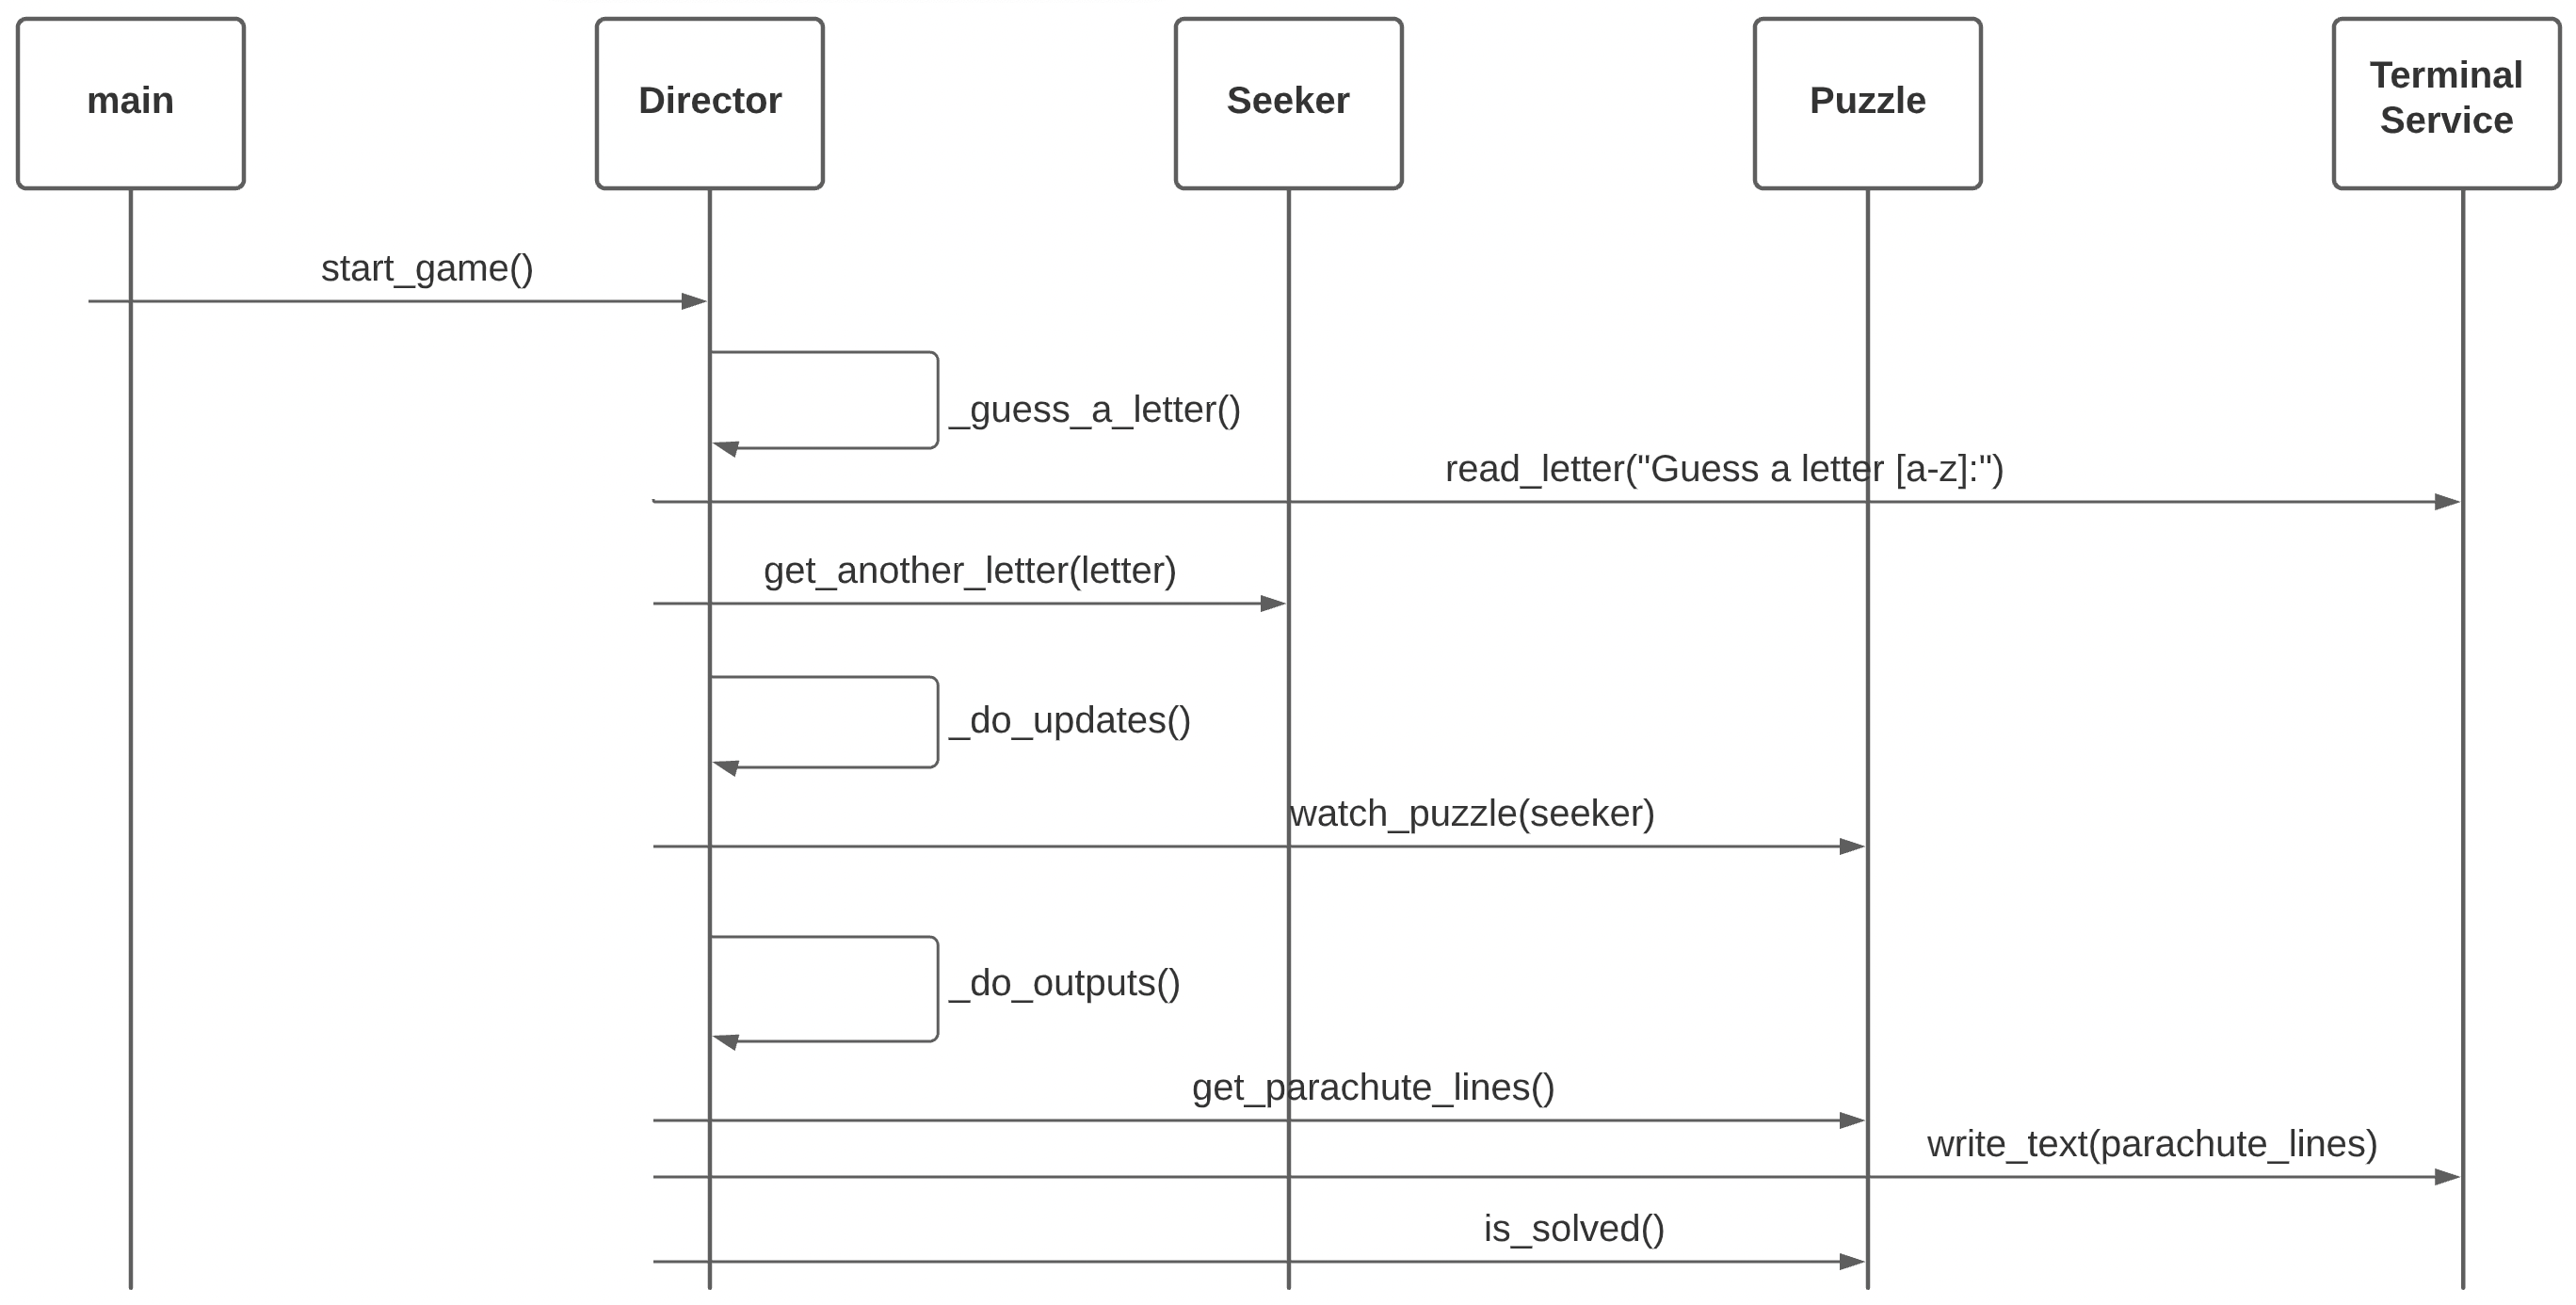 main
Director
Seeker
Puzzle
Terminal
Service
start_game()
_guess_a_letter()
read_letter("Guess a letter [a-z]:")
get_another_letter(letter)
_do_updates()
watch_puzzle(seeker)
_do_outputs()
get_parachute_lines()
write_text(parachute_lines)
is_solved()